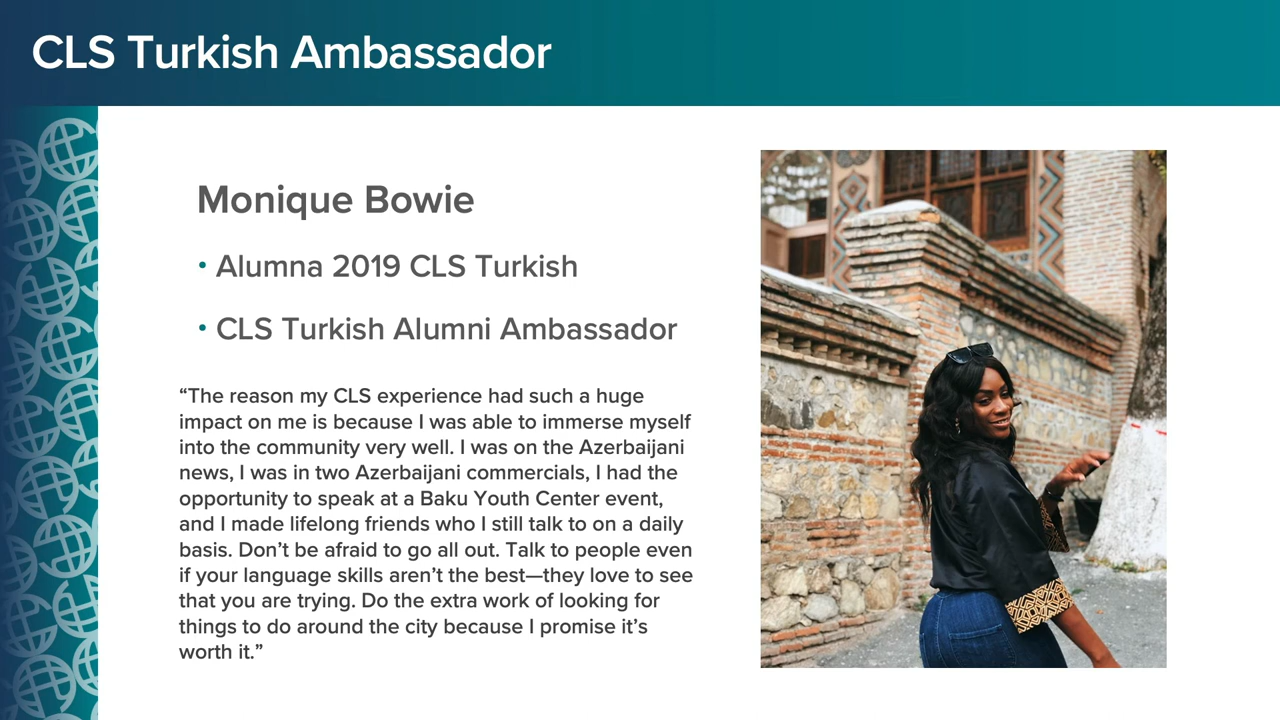 CLS Turkish Ambassador
Monique Bowie
• Alumna 2019 CLS Turkish
• CLS Turkish Alumni Ambassador
“The reason my CLS experience had such a huge
impact on me is because I was able to immerse myself
into the community very well. I was on the Azerbaijani
news, I was in two Azerbaijani commercials, I had the
opportunity to speak at a Baku Youth Center event,
and I made lifelong friends who I still talk to on a daily
basis. Don’t be afraid to go all out. Talk to people even
if your language skills aren’t the best—they love to see
that you are trying. Do the extra work of looking for
things to do around the city because I promise it’s
worth it.”